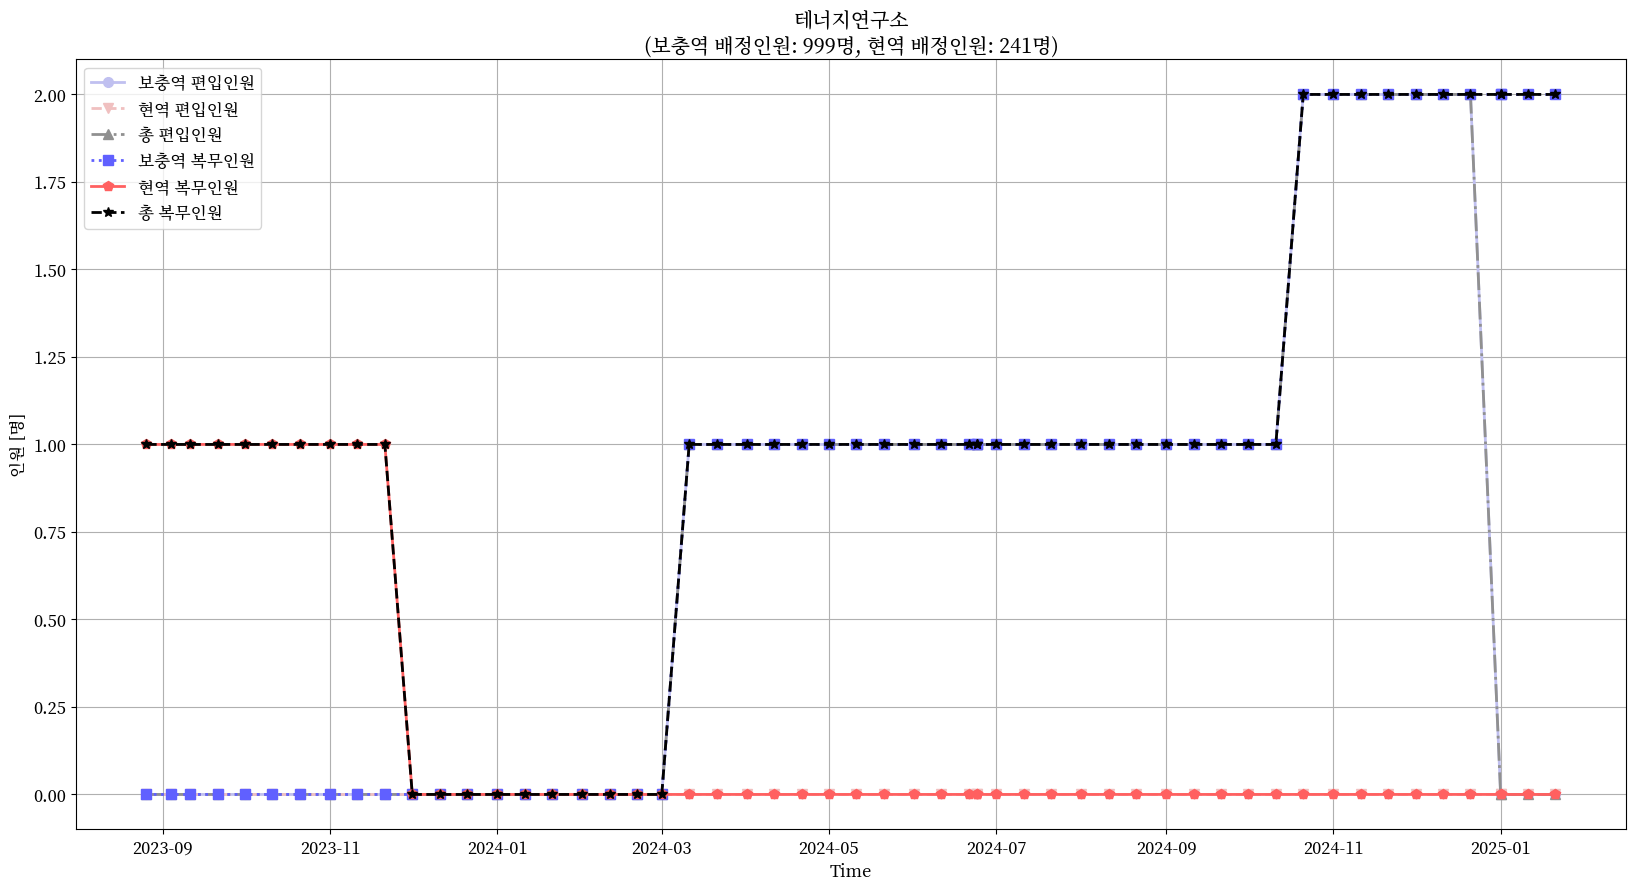 테너지연구소
(보충역 배정인원: 999명, 현역 배정인원: 241명)
보충역 편입인원
현역 편입인원
총 편입인원
보충역 복무인원
현역 복무인원
총 복무인원
인원 [명]
2.00
1.75
1.50
1.25
1.00
0.75
0.50
0.25
0.00
2023-09
2023-11
2024-01
2024-03
2024-05
2024-07
2024-09
2024-11
2025-01
Time